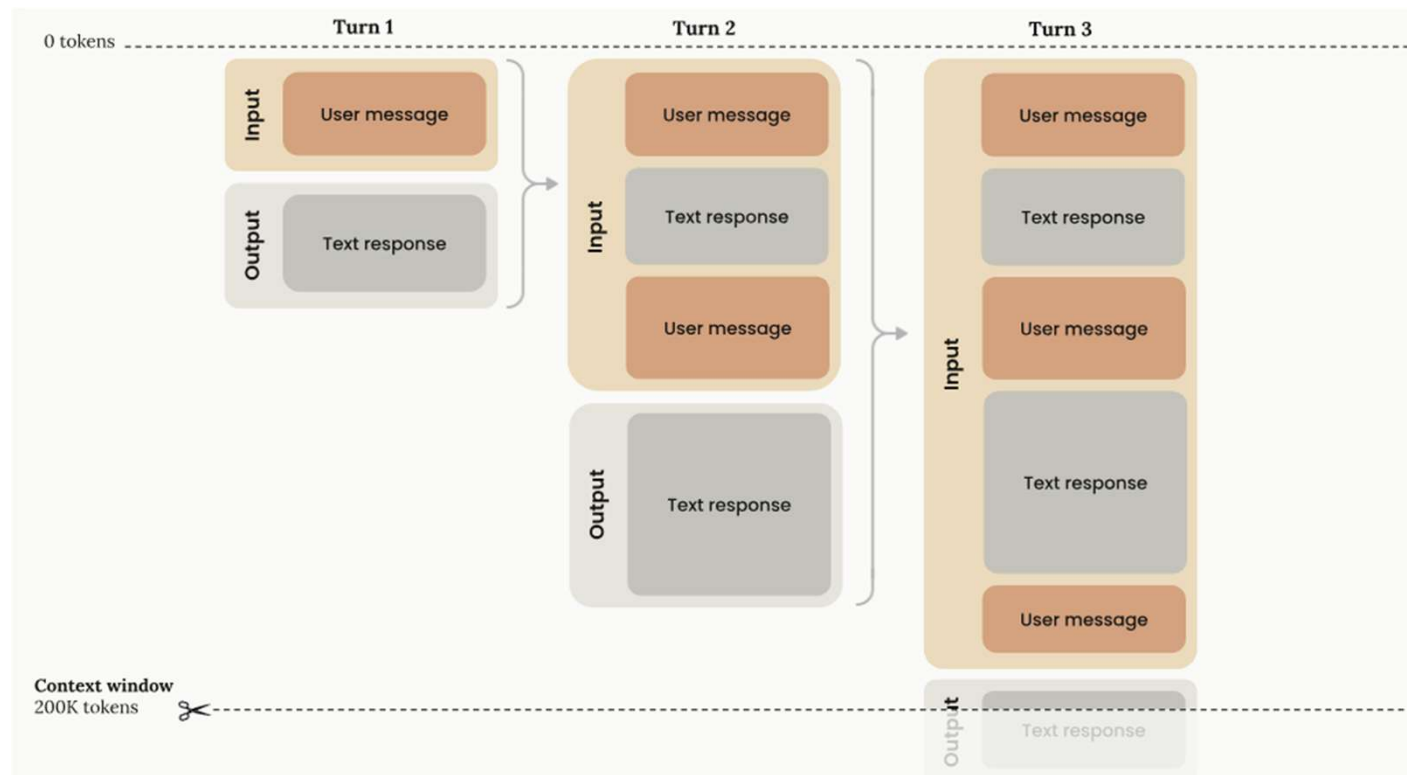 Turn 1
Turn 2
Turn 3
0 tokens
Input
User message
Output
Text response
Input
User message
Text response
User message
Output
Text response
Input
User message
Text response
User message
Text response
User message
Output
Text response
Context window
200K tokens